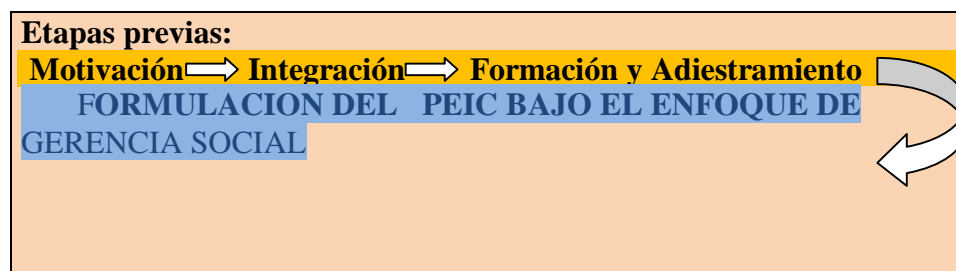 Etapas previas:
Motivación Integración Formación y Adiestramiento
FORMULACION DEL PEIC BAJO EL ENFOQUE DE
GERENCIA SOCIAL